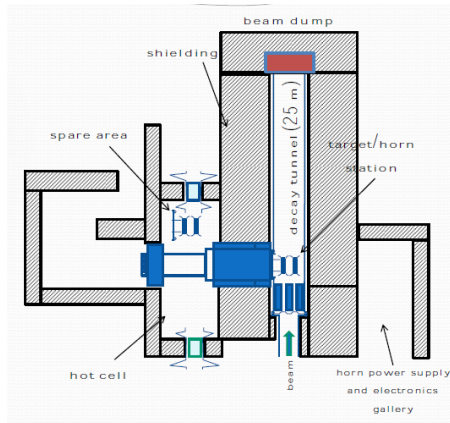 beam dump
shielding
spare area
target/horn
station
decay tunnel (25 m)
hot cell
beam
horn power supply
and electronics
gallery